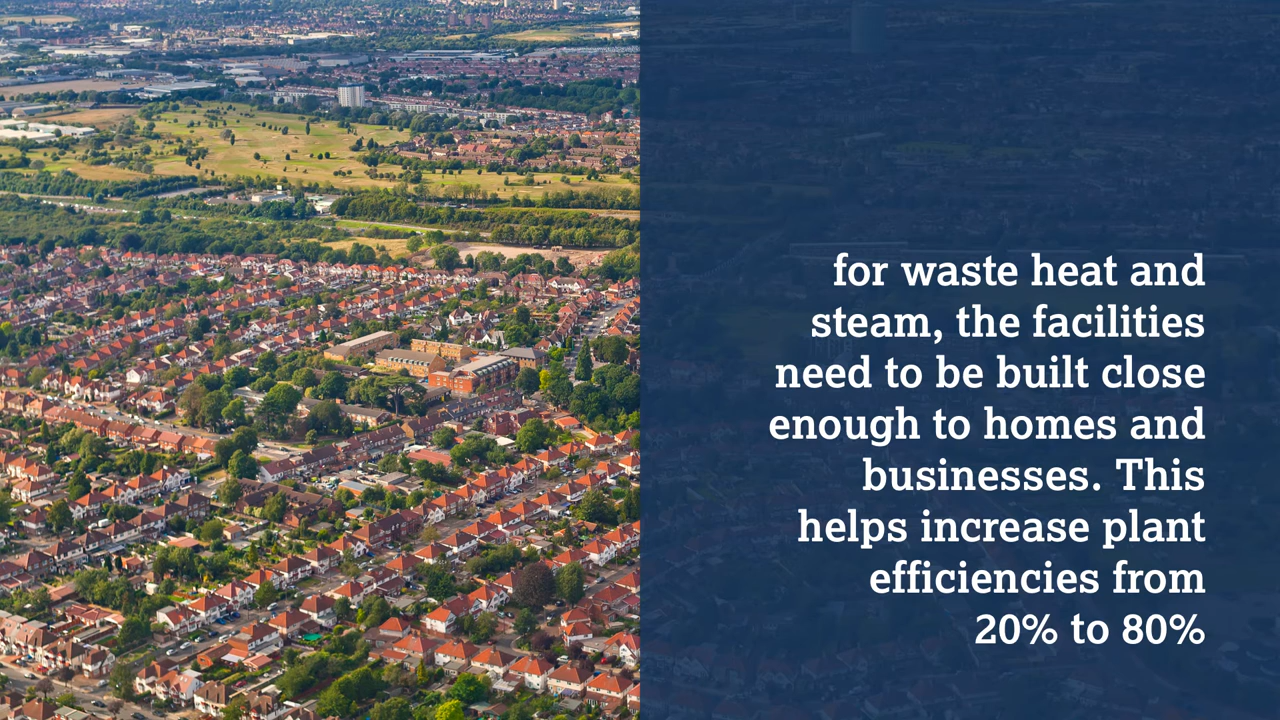 for waste heat and
steam, the facilities
need to be built close
enough to homes and
businesses. This
helps increase plant
efficiencies from
20% to 80%